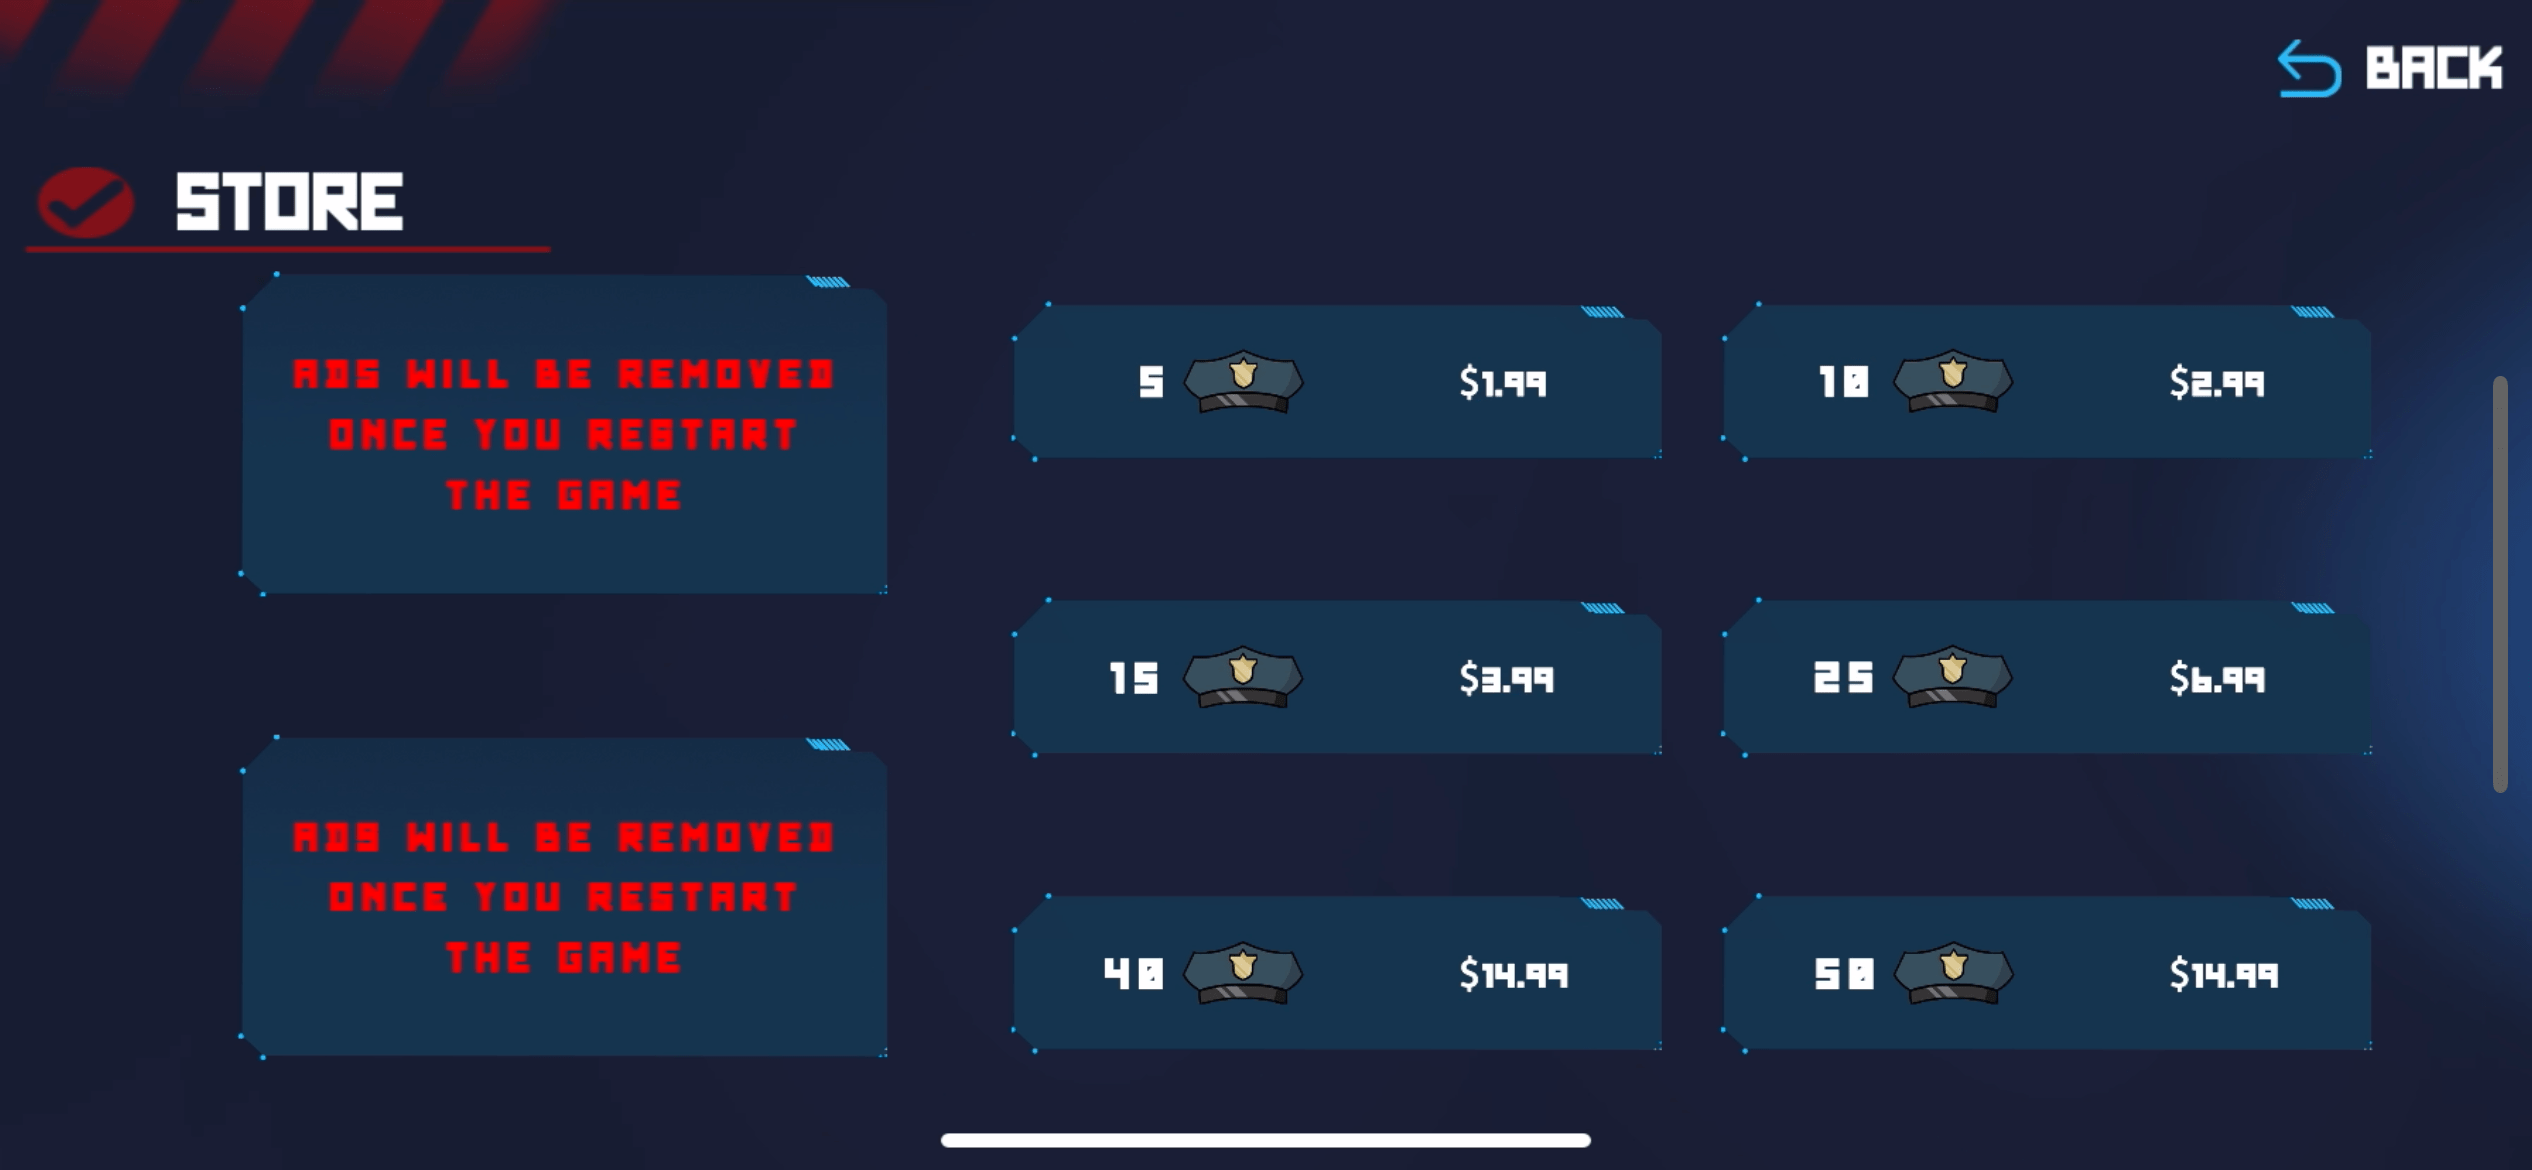 BACK
STORE
ADS WILL BE REMOVED
ONCE YOU RESTART
THE GAME
5 $1.99
10 $2.99
15 $3.99
25 $6.99
ADS WILL BE REMOVED
ONCE YOU RESTART
THE GAME
40 $14.99
50 $14.99